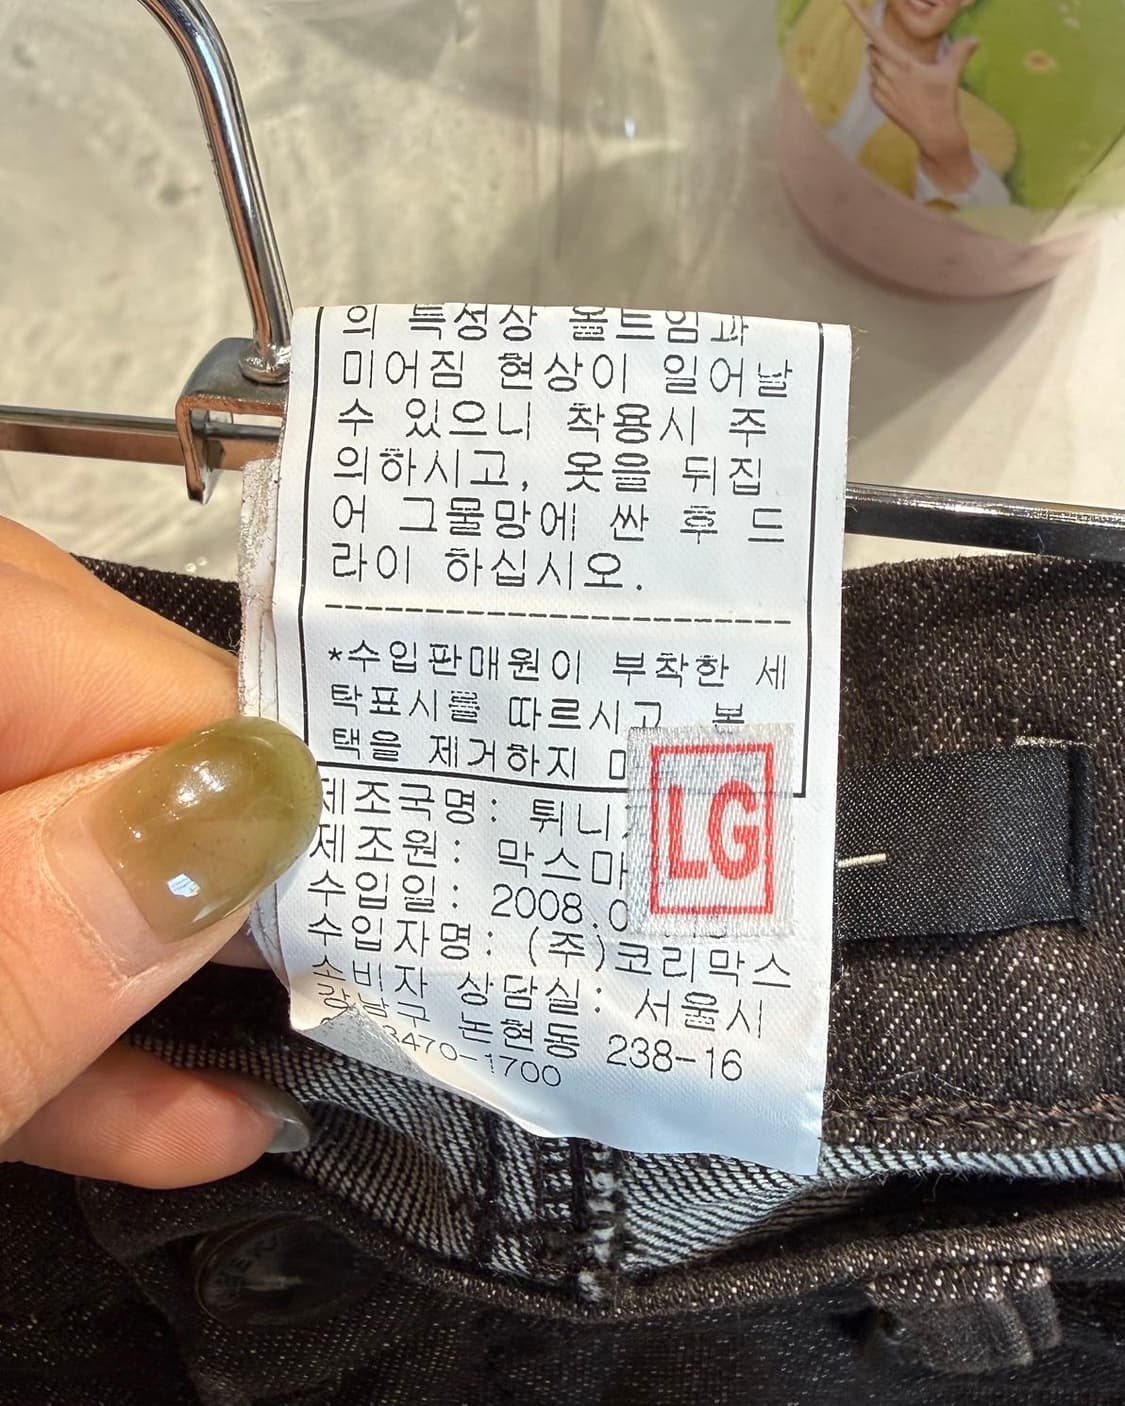 의 특성상 올트임과
미어짐 현상이 일어날
수 있으니 착용시 주
의하시고, 옷을 뒤집
어 그물망에 싼 후 드
라이 하십시오.
*수입판매원이 부착한 세
탁표시를 따르시고, 본
택을 제거하지
제조국명: 튀니
제조원: 막스마
수입일: 2008.0
수입자명: (주)코리막스
소비자 상담실: 서울시
강남구 논현동 238-16
3470-1700
LG